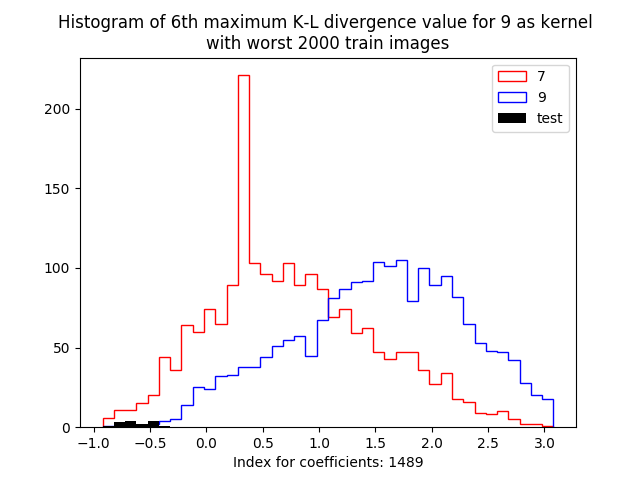 Histogram of 6th maximum K-L divergence value for 9 as kernel
with worst 2000 train images
7
9
test
200
150
100
50
0
−1.0 −0.5 0.0 0.5 1.0 1.5 2.0 2.5 3.0
Index for coefficients: 1489